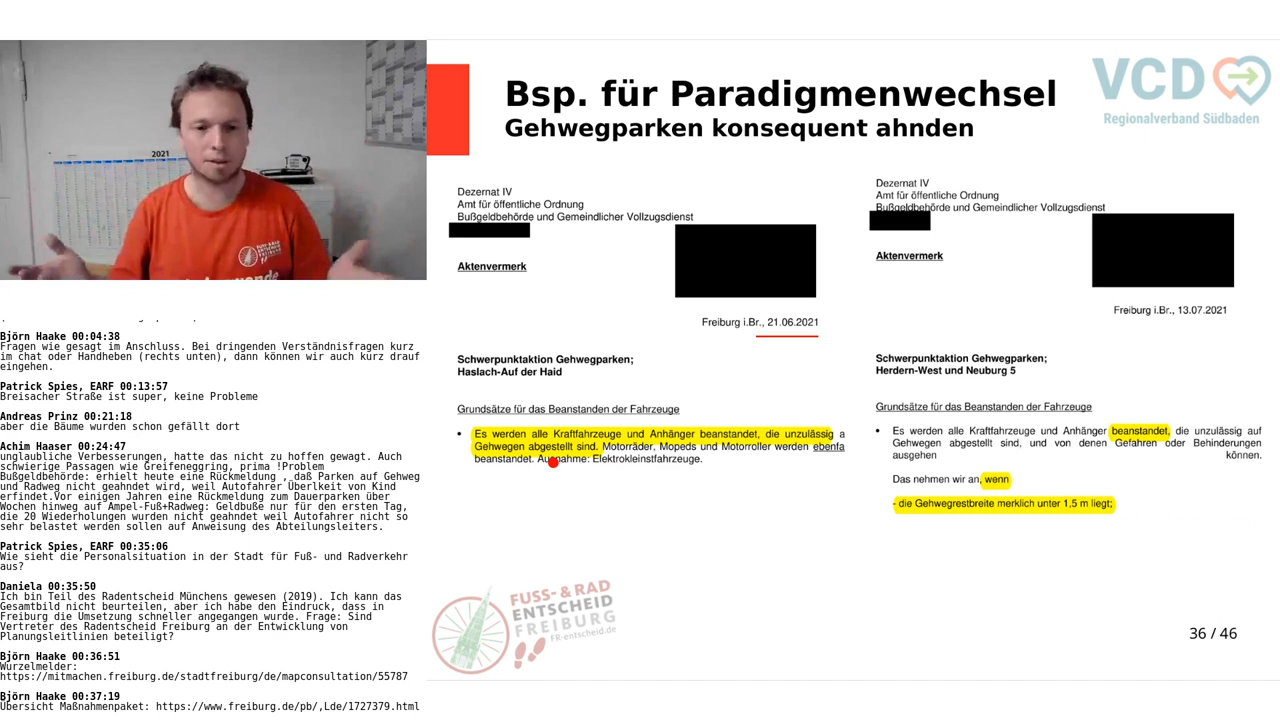 2021
FUSS-& RAD
ENTSCHEID
FREIBURG
Björn Haake 00:04:38
Fragen wie gesagt im Anschluss. Bei dringenden Verständnisfragen kurz
im chat oder Handheben (rechts unten), dann können wir auch kurz drauf
eingehen.
Patrick Spies, EARF 00:13:57
Breisacher Straße ist super, keine Probleme
Andreas Prinz 00:21:18
aber die Bäume wurden schon gefällt dort
Achim Haaser 00:24:47
unglaubliche Verbesserungen, hatte das nicht zu hoffen gewagt. Auch
schwierige Passagen wie Greifeneggring, prima !Problem
Bußgeldbehörde: erhielt heute eine Rückmeldung , daß Parken auf Gehweg
und Radweg nicht geahndet wird, weil Autofahrer Überlkeit von Kind
erfindet.Vor einigen Jahren eine Rückmeldung zum Dauerparken über
Wochen hinweg auf Ampel-Fuß+Radweg: Geldbuße nur für den ersten Tag,
die 20 Wiederholungen wurden nicht geahndet weil Autofahrer nicht so
sehr belastet werden sollen auf Anweisung des Abteilungsleiters.
Patrick Spies, EARF 00:35:06
Wie sieht die Personalsituation in der Stadt für Fuß- und Radverkehr
aus?
Daniela 00:35:50
Ich bin Teil des Radentscheid Münchens gewesen (2019). Ich kann das
Gesamtbild nicht beurteilen, aber ich habe den Eindruck, dass in
Freiburg die Umsetzung schneller angegangen wurde. Frage: Sind
Vertreter des Radentscheid Freiburg an der Entwicklung von
Planungsleitlinien beteiligt?
Björn Haake 00:36:51
Wurzelmelder:
https://mitmachen.freiburg.de/stadtfreiburg/de/mapconsultation/55787
Björn Haake 00:37:19
Übersicht Maßnahmenpaket: https://www.freiburg.de/pb/,Lde/1727379.html
Bsp. für Paradigmenwechsel
Gehwegparken konsequent ahnden
VCD
Regionalverband Südbaden
Dezernat IV
Amt für öffentliche Ordnung
Bußgeldbehörde und Gemeindlicher Vollzugsdienst
Aktenvermerk
Freiburg i.Br., 21.06.2021
Schwerpunktaktion Gehwegparken;
Haslach-Auf der Haid
Grundsätze für das Beanstanden der Fahrzeuge
• Es werden alle Kraftfahrzeuge und Anhänger beanstandet, die unzulässig a
Gehwegen abgestellt sind. Motorräder, Mopeds und Motorroller werden ebenfa
beanstandet. Ausnahme: Elektrokleinstfahrzeuge.
Dezernat IV
Amt für öffentliche Ordnung
Bußgeldbehörde und Gemeindlicher Vollzugsdienst
Aktenvermerk
Freiburg i.Br., 13.07.2021
Schwerpunktaktion Gehwegparken;
Herdern-West und Neuburg 5
Grundsätze für das Beanstanden der Fahrzeuge
• Es werden alle Kraftfahrzeuge und Anhänger beanstandet, die unzulässig auf
Gehwegen abgestellt sind, und von denen Gefahren oder Behinderungen
ausgehen können.
Das nehmen wir an, wenn
- die Gehwegrestbreite merklich unter 1,5 m liegt;
FUSS- & RAD
ENTSCHEID
FREIBURG
FR-entscheid.de
36 / 46